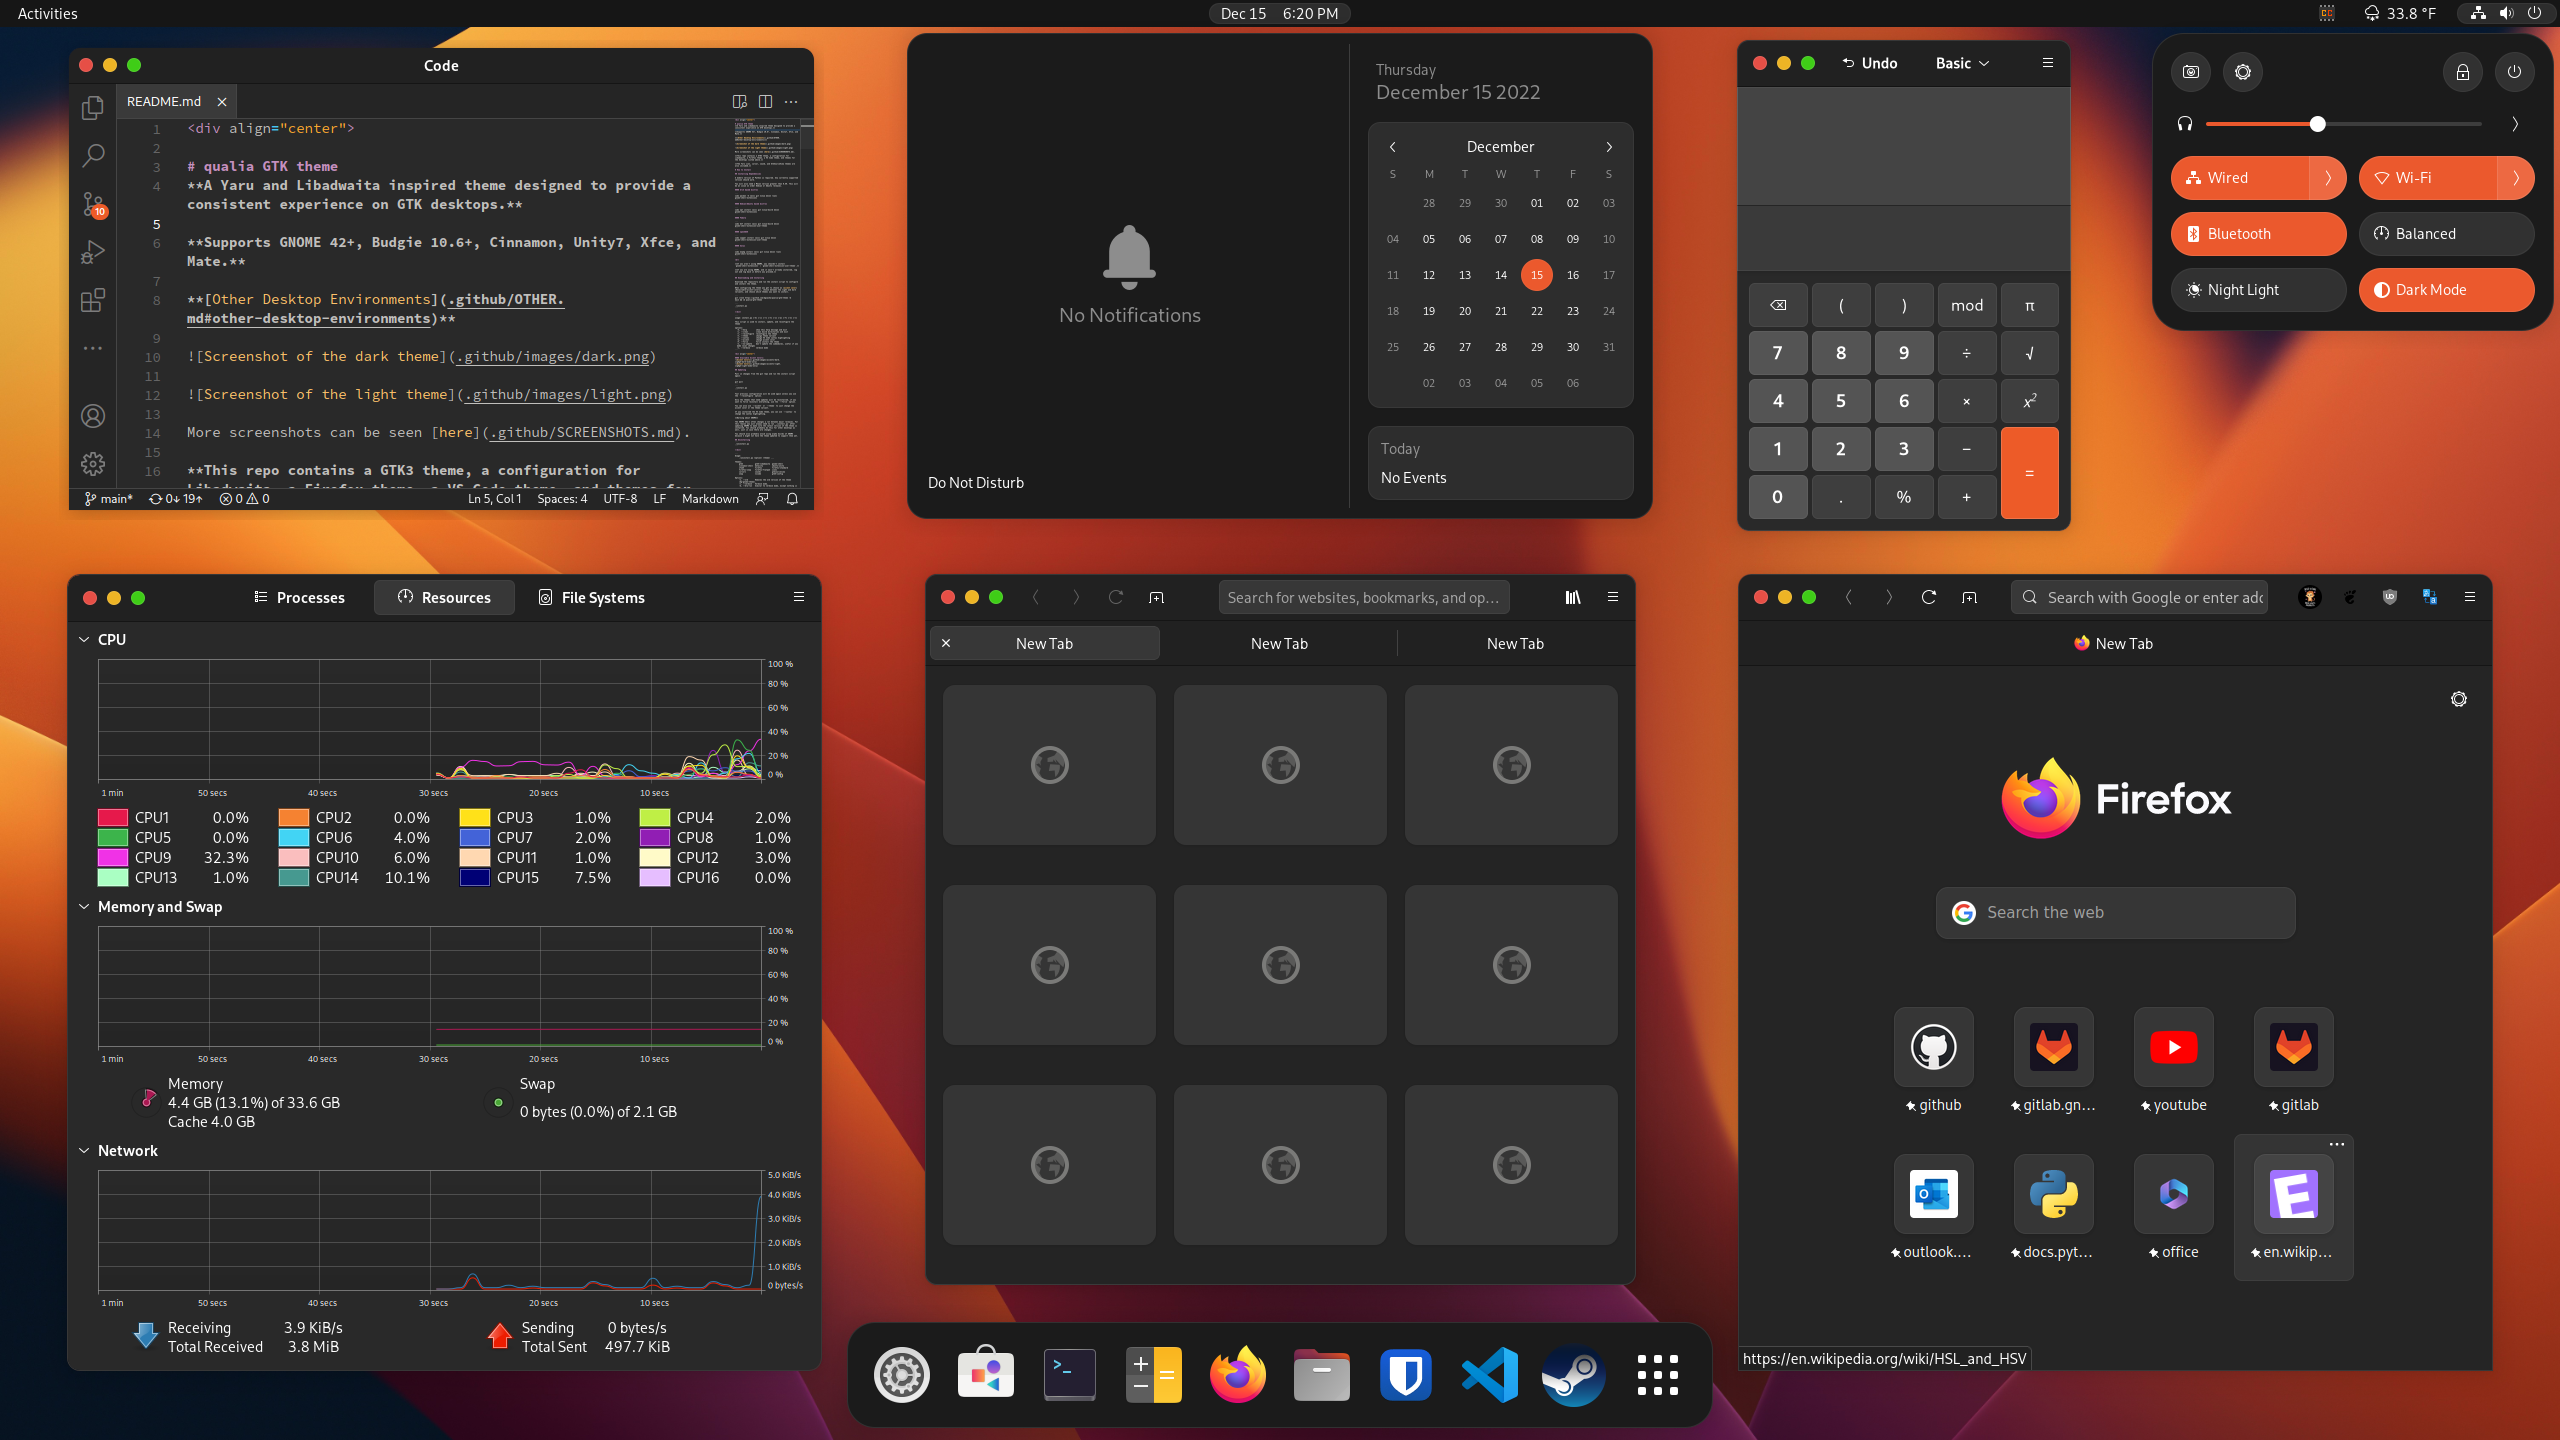 Activities
Dec 15 6:20 PM
33.8 °F
Code
README.md
1 <div align="center">
2
3 # qualia GTK theme
4 **A Yaru and Libadwaita inspired theme designed to provide a
consistent experience on GTK desktops.**
5
6 **Supports GNOME 42+, Budgie 10.6+, Cinnamon, Unity7, Xfce, and
Mate.**
7
8 **[Other Desktop Environments](.github/OTHER.
md#other-desktop-environments)**
9
10 ![Screenshot of the dark theme](.github/images/dark.png)
11
12 ![Screenshot of the light theme](.github/images/light.png)
13
14 More screenshots can be seen [here](.github/SCREENSHOTS.md).
15
16 **This repo contains a GTK3 theme, a configuration for
Libadwaita, a Firefox theme, a VS Code theme, and themes for
10
main* 0↓ 19↑ 0 0 Ln 5, Col 1 Spaces: 4 UTF-8 LF Markdown
No Notifications
Do Not Disturb
Thursday
December 15 2022
December
S M T W T F S
28 29 30 01 02 03
04 05 06 07 08 09 10
11 12 13 14 15 16 17
18 19 20 21 22 23 24
25 26 27 28 29 30 31
02 03 04 05 06
Today
No Events
Undo Basic
( ) mod π
7 8 9 ÷ √
4 5 6 × x²
1 2 3 − =
0 . % +
Wired Wi-Fi
Bluetooth Balanced
Night Light Dark Mode
Processes Resources File Systems
CPU
100 %
80 %
60 %
40 %
20 %
0 %
1 min 50 secs 40 secs 30 secs 20 secs 10 secs
CPU1 0.0% CPU2 0.0% CPU3 1.0% CPU4 2.0%
CPU5 0.0% CPU6 4.0% CPU7 2.0% CPU8 1.0%
CPU9 32.3% CPU10 6.0% CPU11 1.0% CPU12 3.0%
CPU13 1.0% CPU14 10.1% CPU15 7.5% CPU16 0.0%
Memory and Swap
100 %
80 %
60 %
40 %
20 %
0 %
1 min 50 secs 40 secs 30 secs 20 secs 10 secs
Memory
4.4 GB (13.1%) of 33.6 GB
Cache 4.0 GB
Swap
0 bytes (0.0%) of 2.1 GB
Network
5.0 KiB/s
4.0 KiB/s
3.0 KiB/s
2.0 KiB/s
1.0 KiB/s
0 bytes/s
1 min 50 secs 40 secs 30 secs 20 secs 10 secs
Receiving 3.9 KiB/s
Total Received 3.8 MiB
Sending 0 bytes/s
Total Sent 497.7 KiB
Search for websites, bookmarks, and op...
New Tab New Tab New Tab
Search with Google or enter add
New Tab
Firefox
Search the web
github gitlab.gn... youtube gitlab
outlook.... docs.pyt... office en.wikip...
https://en.wikipedia.org/wiki/HSL_and_HSV